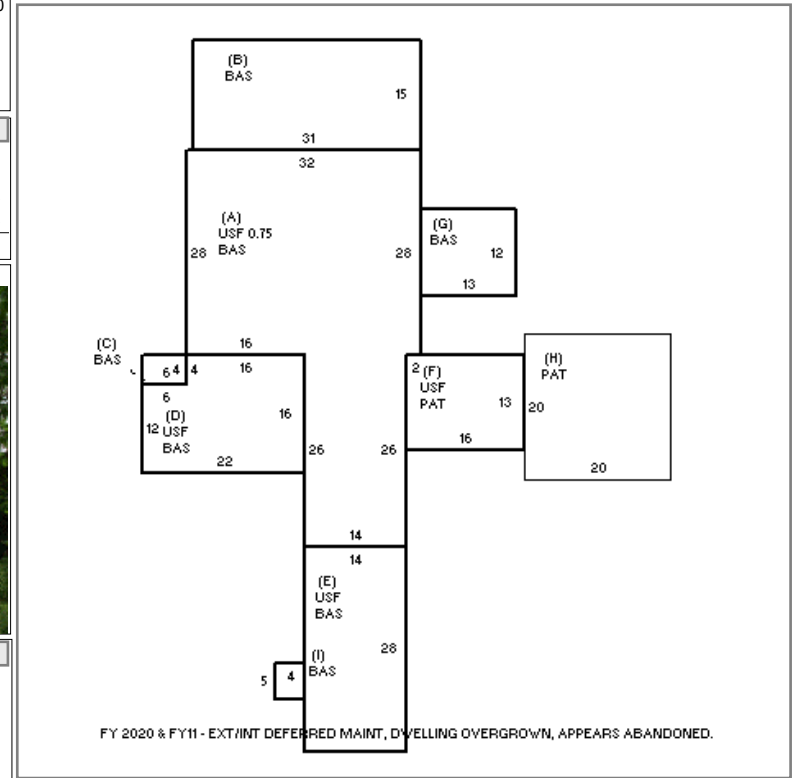 (B)
BAS
15
31
32
(A)
USF 0.75
BAS
28
28
(G)
BAS
12
13
(C)
BAS
16
6 4 4
16
6
(D)
12 USF
BAS
16
22
2 (F)
USF
PAT
13
16
(H)
PAT
20
20
26
26
14
14
(E)
USF
BAS
28
(I)
BAS
5
4
FY 2020 & FY11 - EXT/INT DEFERRED MAINT, DWELLING OVERGROWN, APPEARS ABANDONED.